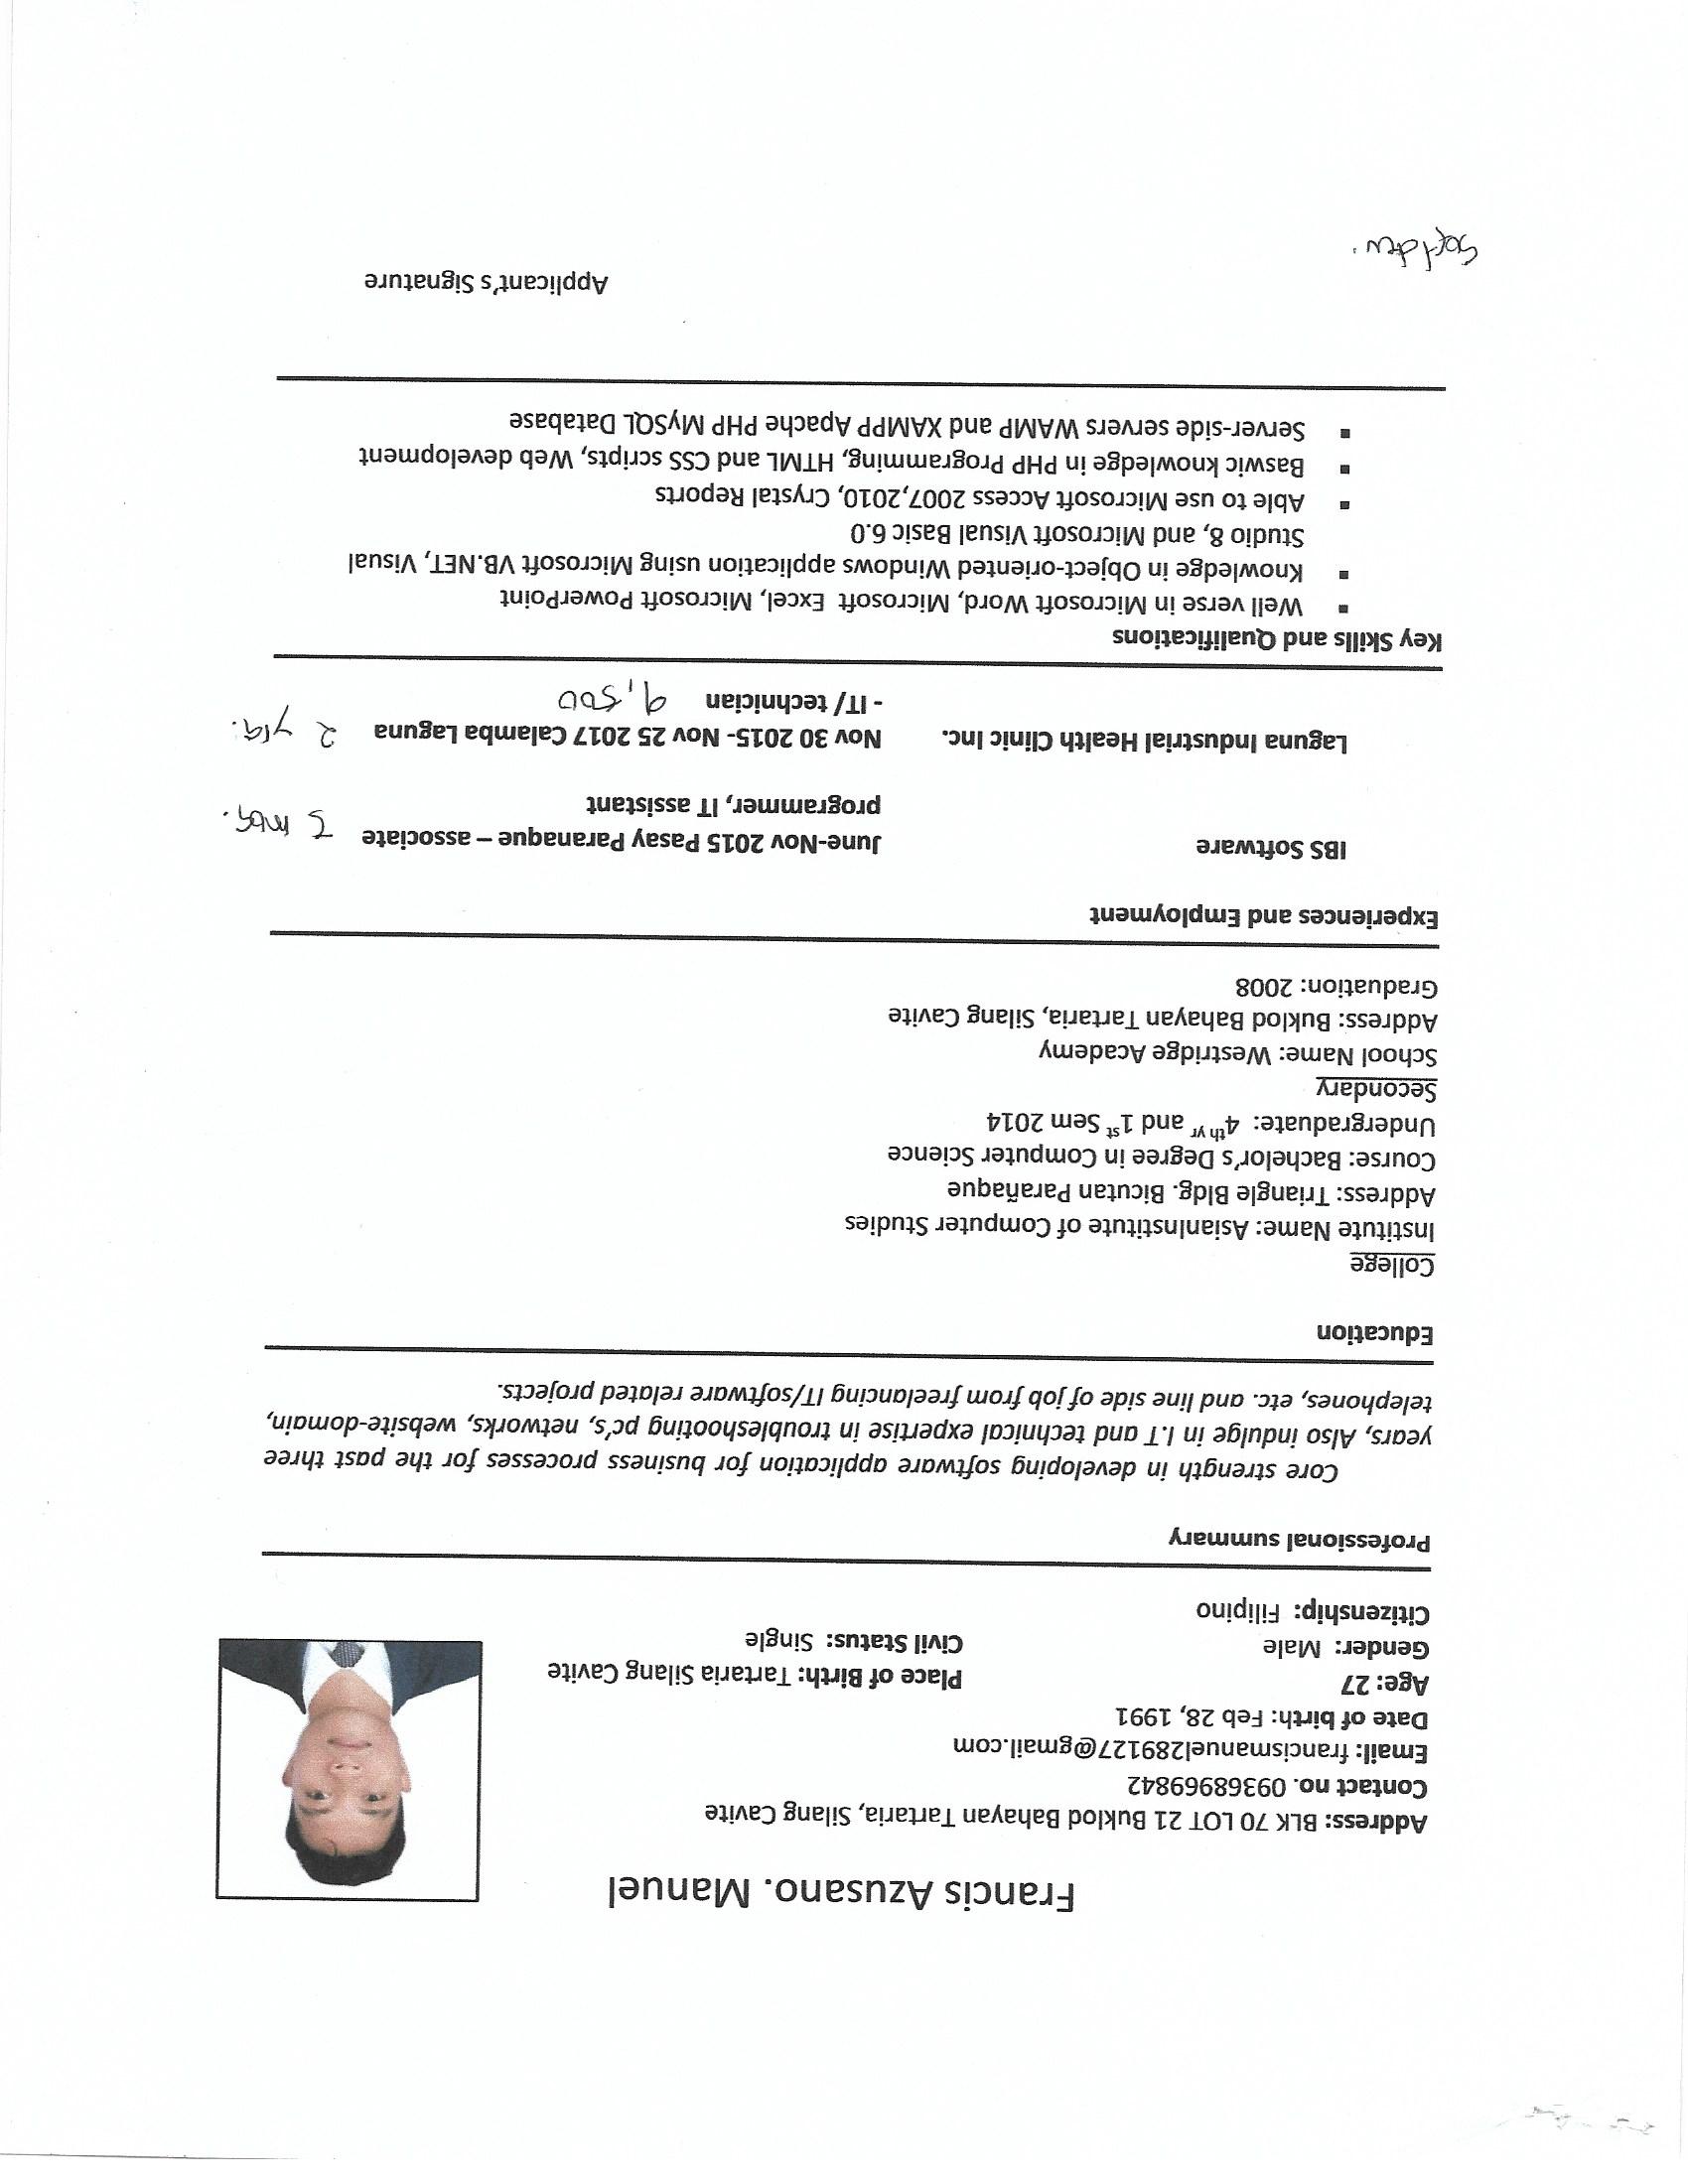 Francis Azusano. Manuel
Address: BLK 70 LOT 21 Buklod Bahayan Tartaria, Silang Cavite
Contact no. 09368969842
Email: francismanuel289127@gmail.com
Date of birth: Feb 28, 1991
Age: 27 Place of Birth: Tartaria Silang Cavite
Gender: Male Civil Status: Single
Citizenship: Filipino
Professional summary
Core strength in developing software application for business processes for the past three
years, Also indulge in I.T and technical expertise in troubleshooting pc's, networks, website-domain,
telephones, etc. and line side of job from freelancing IT/software related projects.
Education
College
Institute Name: AsianInstitute of Computer Studies
Address: Triangle Bldg. Bicutan Parañaque
Course: Bachelor's Degree in Computer Science
Undergraduate: 4th yr and 1st Sem 2014
Secondary
School Name: Westridge Academy
Address: Buklod Bahayan Tartaria, Silang Cavite
Graduation: 2008
Experiences and Employment
IBS Software June-Nov 2015 Pasay Paranaque – associate
programmer, IT assistant
Laguna Industrial Health Clinic Inc. Nov 30 2015- Nov 25 2017 Calamba Laguna 2 yrs.
- IT/ technician 9,500
Key Skills and Qualifications
▪ Well verse in Microsoft Word, Microsoft Excel, Microsoft PowerPoint
▪ Knowledge in Object-oriented Windows application using Microsoft VB.NET, Visual
Studio 8, and Microsoft Visual Basic 6.0
▪ Able to use Microsoft Access 2007,2010, Crystal Reports
▪ Baswic knowledge in PHP Programming, HTML and CSS scripts, Web development
▪ Server-side servers WAMP and XAMPP Apache PHP MySQL Database
Applicant's Signature